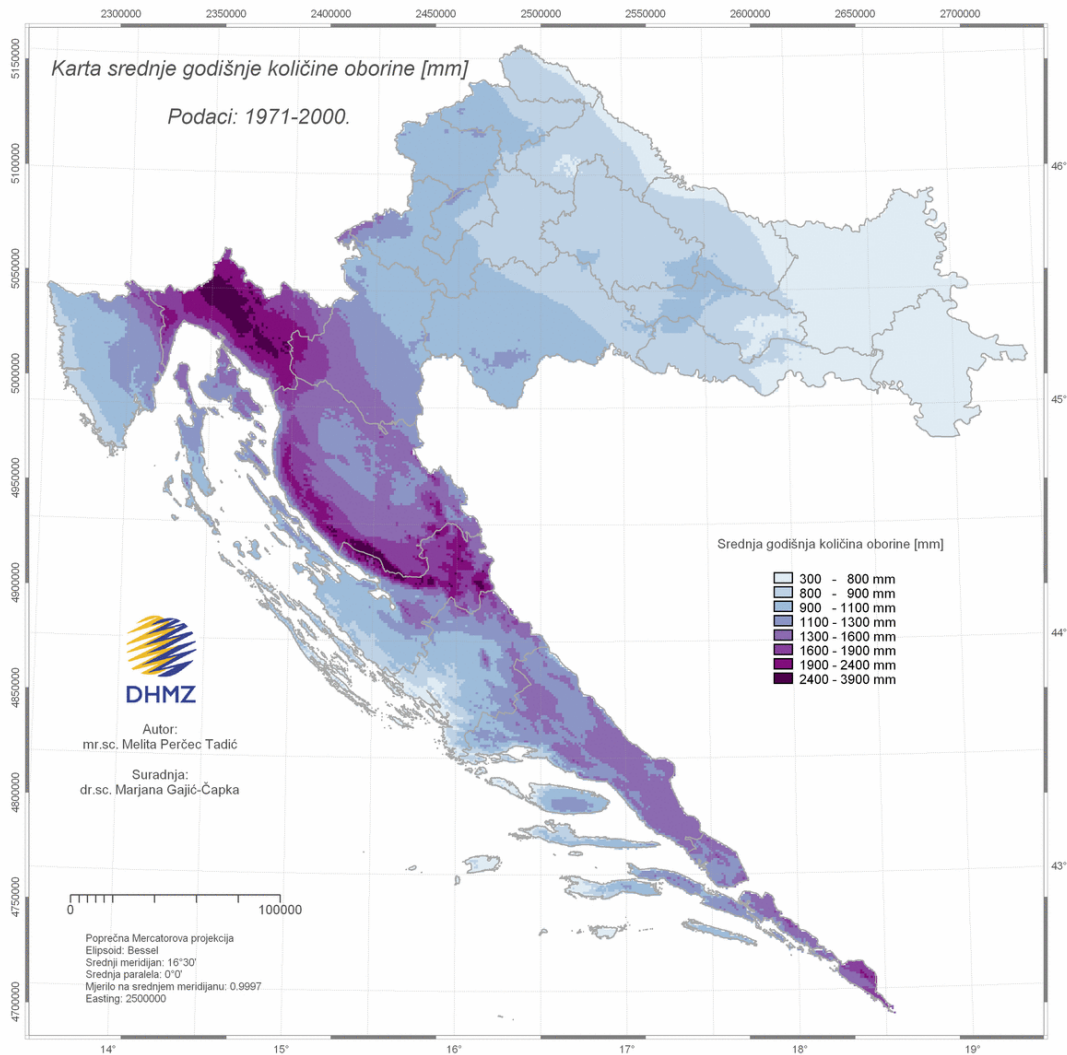 2300000 2350000 2400000 2450000 2500000 2550000 2600000 2650000 2700000
Karta srednje godišnje količine oborine [mm]
Podaci: 1971-2000.
5150000
5100000
5050000
5000000
4950000
4900000
4850000
4800000
4750000
4700000
46°
45°
44°
43°
Srednja godišnja količina oborine [mm]
300 - 800 mm
800 - 900 mm
900 - 1100 mm
1100 - 1300 mm
1300 - 1600 mm
1600 - 1900 mm
1900 - 2400 mm
2400 - 3900 mm
DHMZ
Autor:
mr.sc. Melita Perčec Tadić
Suradnja:
dr.sc. Marjana Gajić-Čapka
0 100000
Poprečna Mercatorova projekcija
Elipsoid: Bessel
Srednji meridijan: 16°30'
Srednja paralela: 0°0'
Mjerilo na srednjem meridijanu: 0.9997
Easting: 2500000
14° 15° 16° 17° 18° 19°